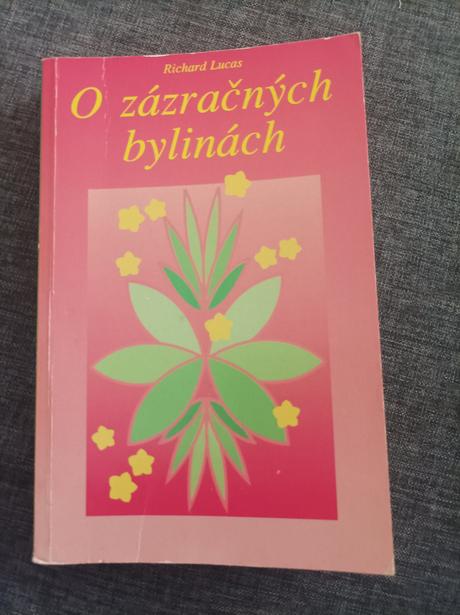 Richard Lucas
O zázračných
bylinách